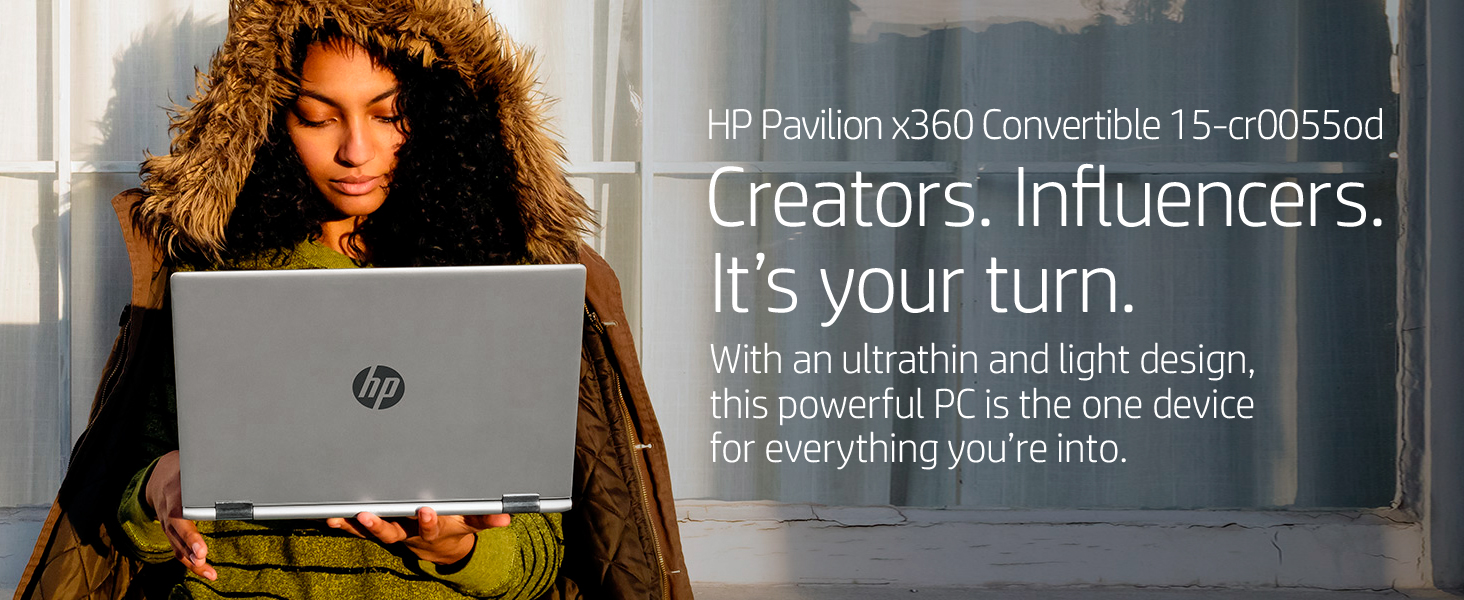 HP Pavilion x360 Convertible 15-cr0055od
Creators. Influencers.
It's your turn.
With an ultrathin and light design,
this powerful PC is the one device
for everything you're into.
hp